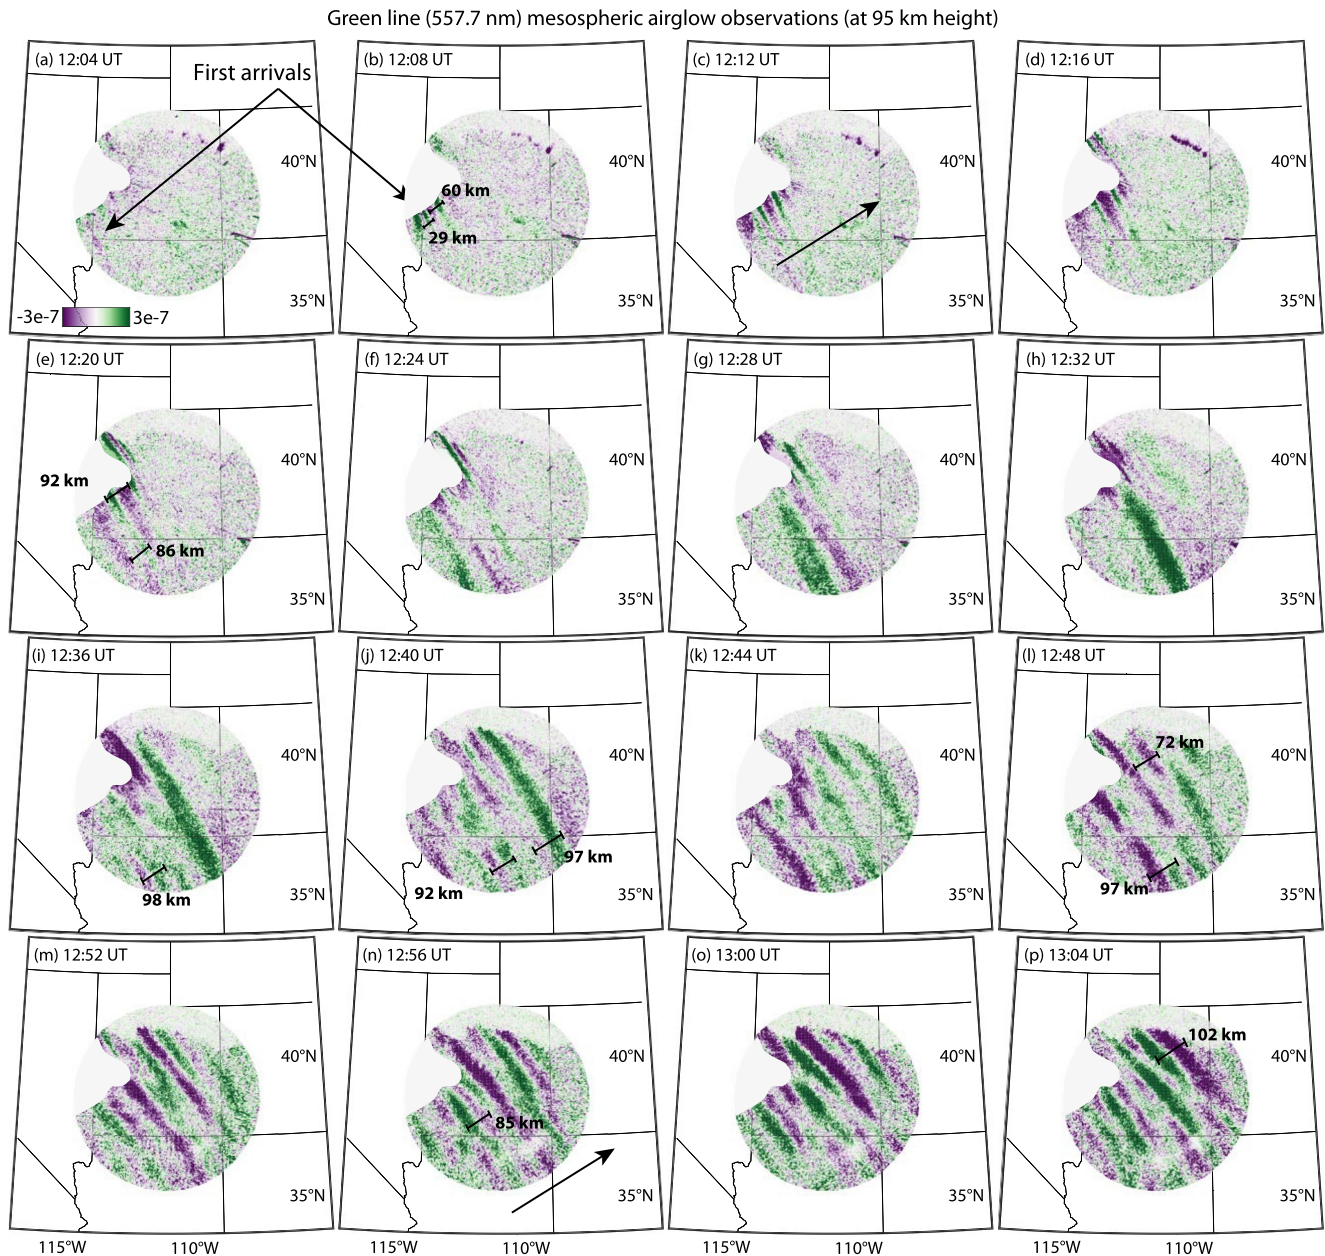 Green line (557.7 nm) mesospheric airglow observations (at 95 km height)
(a) 12:04 UT
First arrivals
40°N
35°N
-3e-7
3e-7
(b) 12:08 UT
60 km
29 km
40°N
35°N
(c) 12:12 UT
40°N
35°N
(d) 12:16 UT
40°N
35°N
(e) 12:20 UT
40°N
92 km
86 km
35°N
(f) 12:24 UT
40°N
35°N
(g) 12:28 UT
40°N
35°N
(h) 12:32 UT
40°N
35°N
(i) 12:36 UT
40°N
98 km
35°N
(j) 12:40 UT
40°N
97 km
92 km
35°N
(k) 12:44 UT
40°N
35°N
(l) 12:48 UT
72 km
40°N
97 km
35°N
(m) 12:52 UT
40°N
35°N
115°W
110°W
(n) 12:56 UT
40°N
85 km
35°N
115°W
110°W
(o) 13:00 UT
40°N
35°N
115°W
110°W
(p) 13:04 UT
102 km
40°N
35°N
115°W
110°W